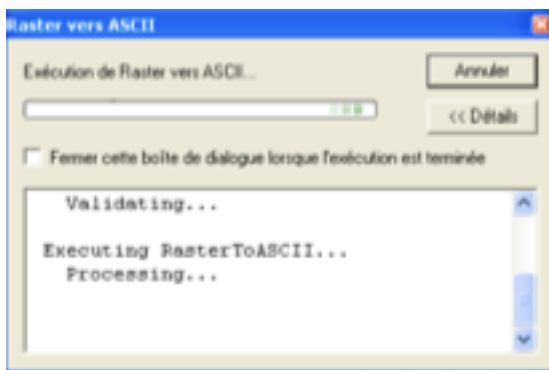 Raster vers ASCII
Exécution de Raster vers ASCII...
Annuler
<< Détails
Fermer cette boîte de dialogue lorsque l'exécution est terminée
Validating...
Executing RasterToASCII...
Processing...